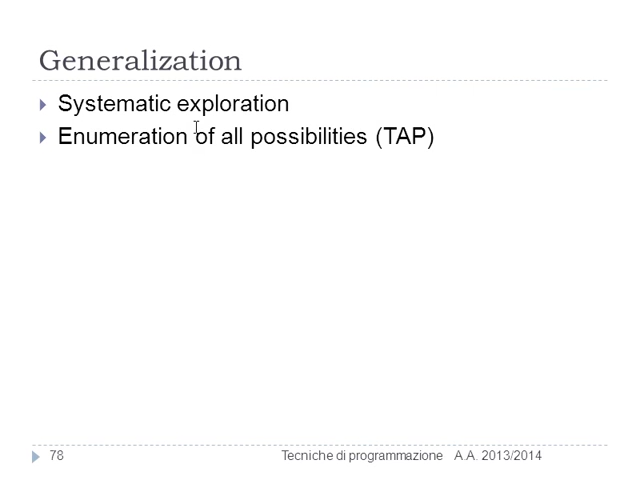 Generalization
Systematic exploration
Enumeration of all possibilities (TAP)
78 Tecniche di programmazione A.A. 2013/2014